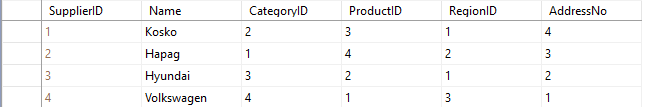 SupplierID Name CategoryID ProductID RegionID AddressNo
1 Kosko 2 3 1 4
2 Hapag 1 4 2 3
3 Hyundai 3 2 1 2
4 Volkswagen 4 1 3 1